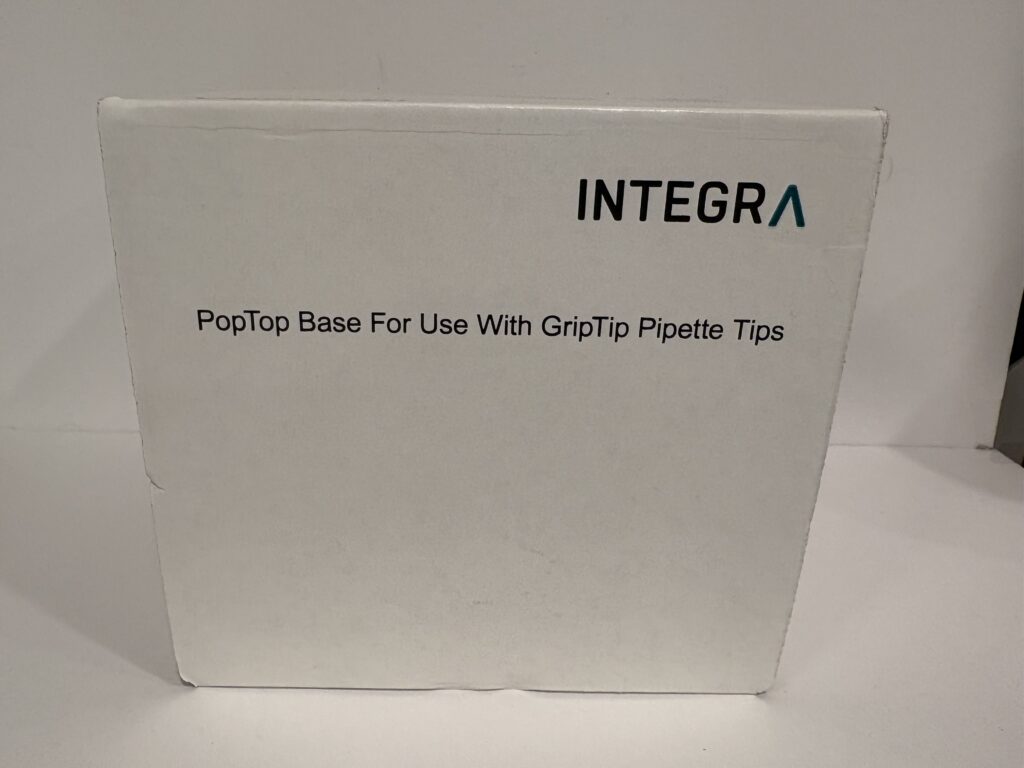 INTEGRA
PopTop Base For Use With GripTip Pipette Tips